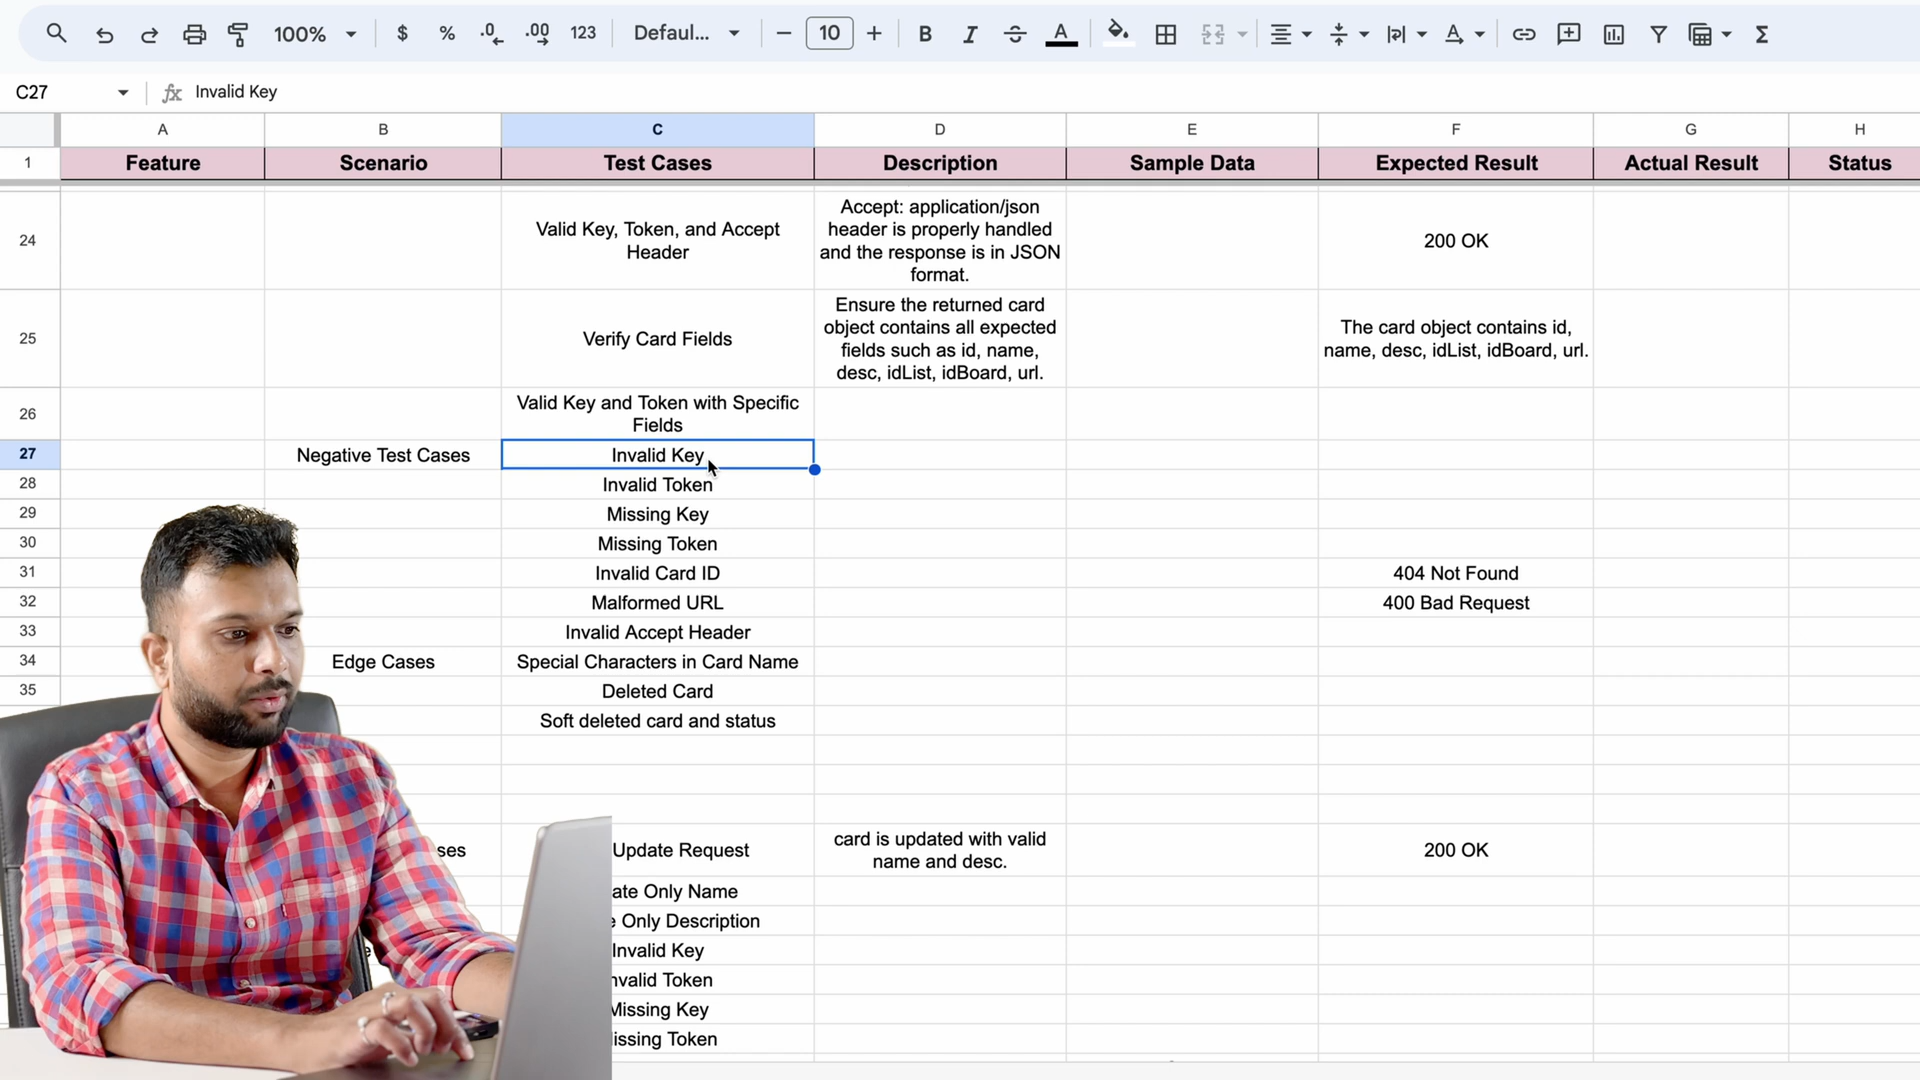 100%
$
%
.0
.00
123
Defaul...
10
B
I
A
A
Σ
C27
fx
Invalid Key
A
B
C
D
E
F
G
H
1
Feature
Scenario
Test Cases
Description
Sample Data
Expected Result
Actual Result
Status
24
Valid Key, Token, and Accept
Header
Accept: application/json
header is properly handled
and the response is in JSON
format.
200 OK
25
Verify Card Fields
Ensure the returned card
object contains all expected
fields such as id, name,
desc, idList, idBoard, url.
The card object contains id,
name, desc, idList, idBoard, url.
26
Valid Key and Token with Specific
Fields
27
Negative Test Cases
Invalid Key
28
Invalid Token
29
Missing Key
30
Missing Token
31
Invalid Card ID
404 Not Found
32
Malformed URL
400 Bad Request
33
Invalid Accept Header
34
Edge Cases
Special Characters in Card Name
35
Deleted Card
Soft deleted card and status
ses
Update Request
card is updated with valid
name and desc.
200 OK
ate Only Name
Only Description
Invalid Key
nvalid Token
Missing Key
issing Token